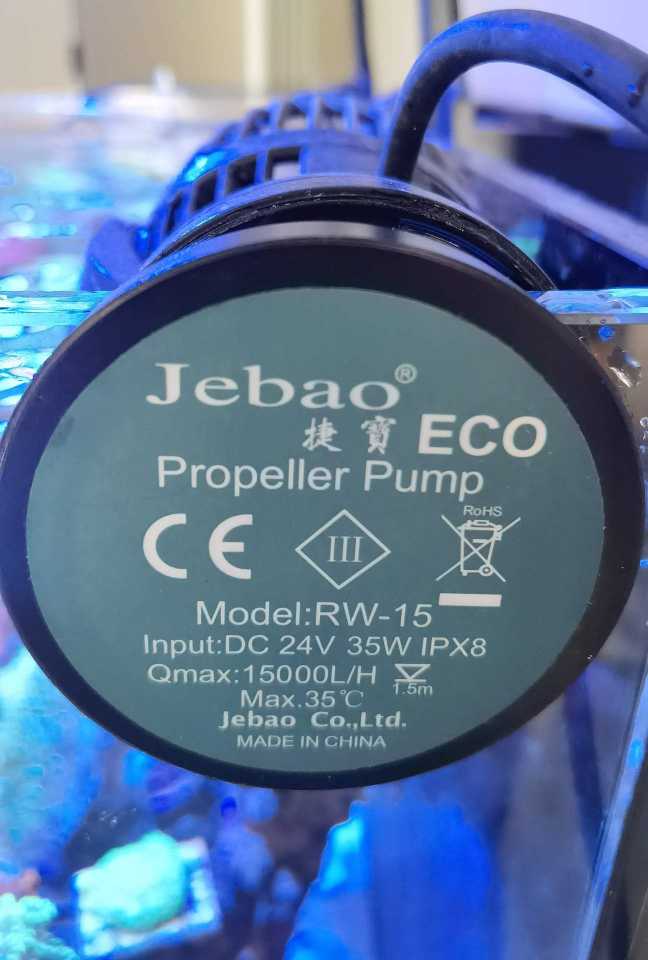 Jebao®
捷寶 ECO
Propeller Pump
CE III RoHS
Model:RW-15
Input:DC 24V 35W IPX8
Qmax:15000L/H 1.5m
Max.35℃
Jebao Co.,Ltd.
MADE IN CHINA